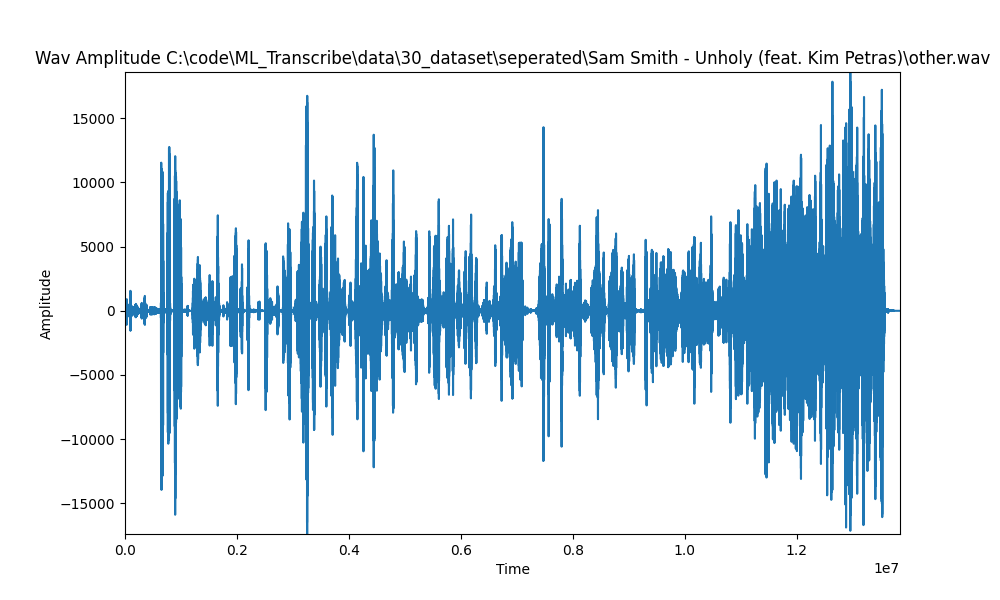 Wav Amplitude C:\code\ML_Transcribe\data\30_dataset\seperated\Sam Smith - Unholy (feat. Kim Petras)\other.wav
15000
10000
5000
0
−5000
−10000
−15000
Amplitude
0.0 0.2 0.4 0.6 0.8 1.0 1.2
1e7
Time